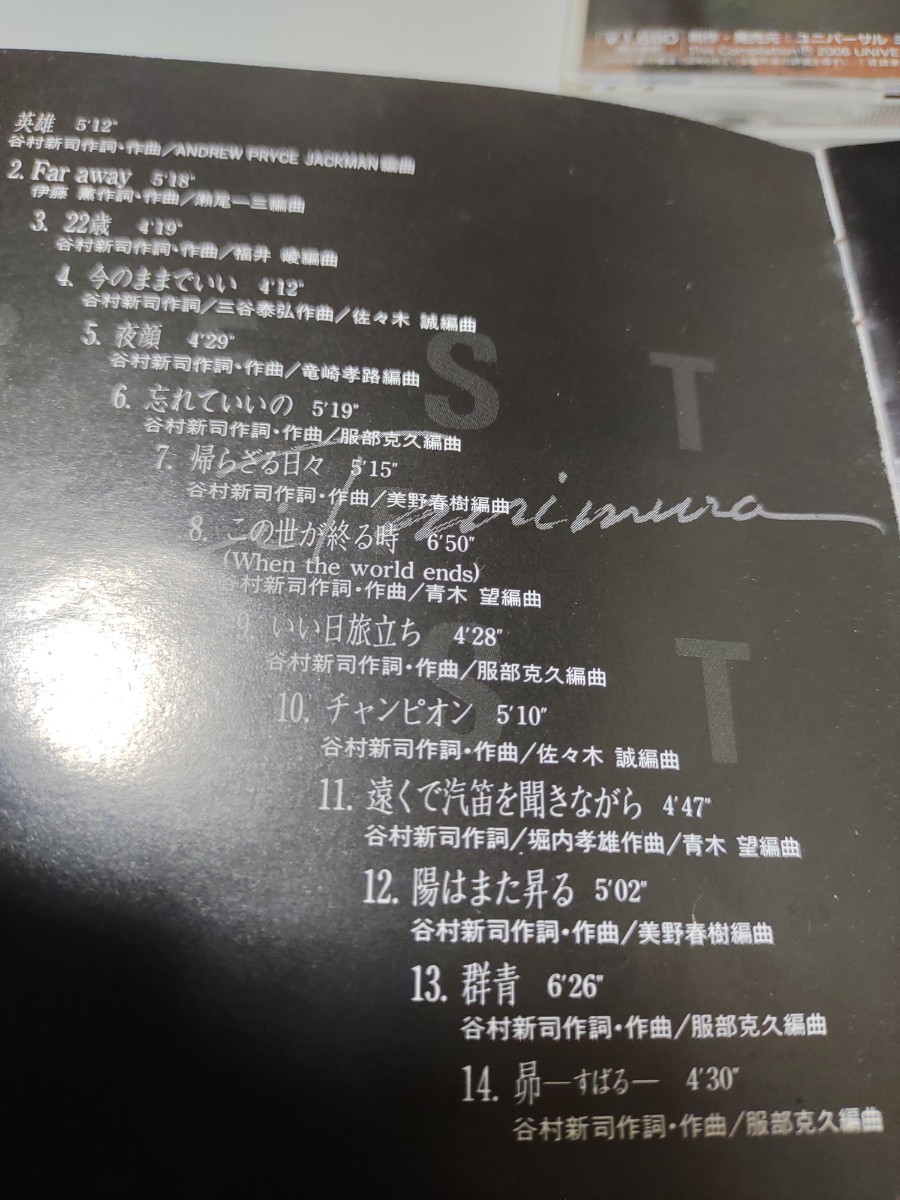 ¥1,680
発売元：ユニバーサル
This Compilation ℗ 2006 UNIVE
英雄 5'12"
谷村新司作詞・作曲/ANDREW PRYCE JACKMAN編曲
2. Far away 5'18"
伊藤 薫作詞・作曲/瀬尾一三編曲
3. 22歳 4'19"
谷村新司作詞・作曲/福井 崚編曲
4. 今のままでいい 4'12"
谷村新司作詞/三谷泰弘作曲/佐々木 誠編曲
5. 夜顔 4'29"
谷村新司作詞・作曲/竜崎孝路編曲
6. 忘れていいの 5'19"
谷村新司作詞・作曲/服部克久編曲
7. 帰らざる日々 5'15"
谷村新司作詞・作曲/美野春樹編曲
8. この世が終る時 6'50"
(When the world ends)
谷村新司作詞・作曲/青木 望編曲
9. いい日旅立ち 4'28"
谷村新司作詞・作曲/服部克久編曲
10. チャンピオン 5'10"
谷村新司作詞・作曲/佐々木 誠編曲
11. 遠くで汽笛を聞きながら 4'47"
谷村新司作詞/堀内孝雄作曲/青木 望編曲
12. 陽はまた昇る 5'02"
谷村新司作詞・作曲/美野春樹編曲
13. 群青 6'26"
谷村新司作詞・作曲/服部克久編曲
14. 昴―すばる― 4'30"
谷村新司作詞・作曲/服部克久編曲
S T
S T
Tanimura